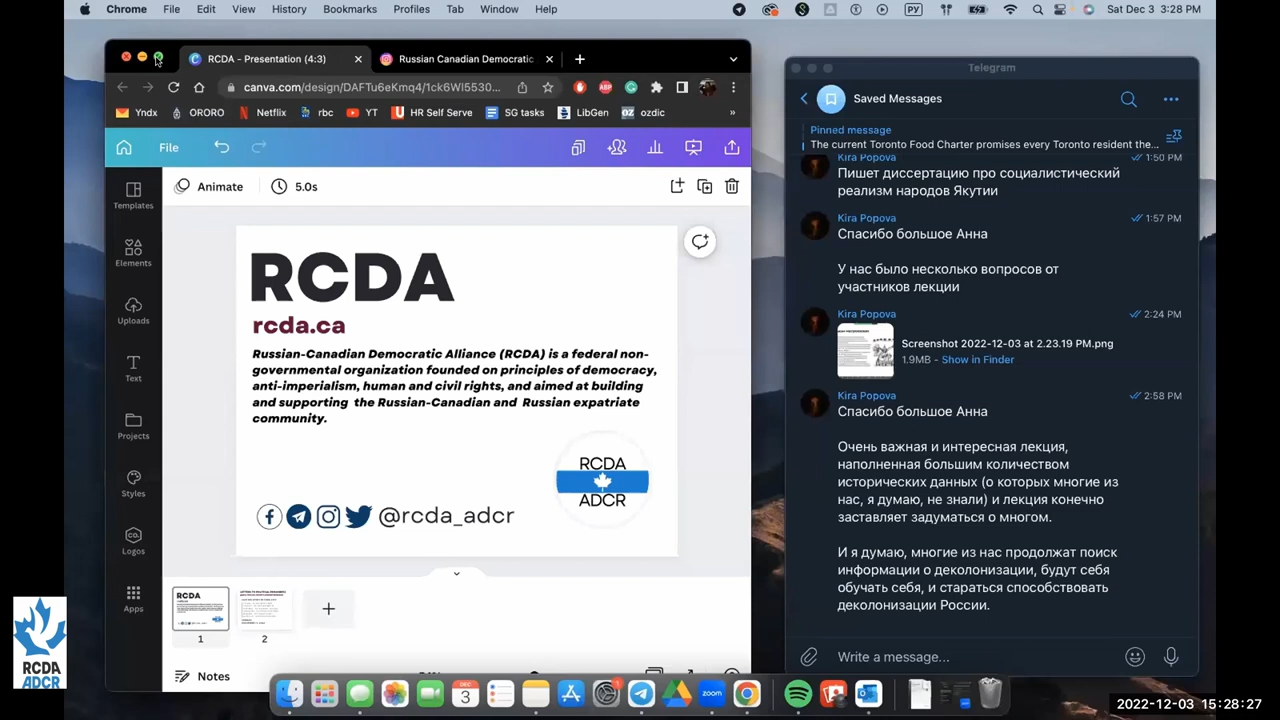 Chrome File Edit View History Bookmarks Profiles Tab Window Help
РУ
Sat Dec 3 3:28 PM
RCDA - Presentation (4:3)
Russian Canadian Democratic
canva.com/design/DAFTu6eKmq4/1ck6Wl5530...
Yndx ORORO Netflix rbc YT HR Self Serve SG tasks LibGen ozdic »
File
Animate 5.0s
Templates
Elements
Uploads
Text
Projects
Styles
Logos
Apps
RCDA
rcda.ca
Russian-Canadian Democratic Alliance (RCDA) is a federal non-
governmental organization founded on principles of democracy,
anti-imperialism, human and civil rights, and aimed at building
and supporting the Russian-Canadian and Russian expatriate
community.
RCDA
ADCR
@rcda_adcr
RCDA
1
2
Notes
Telegram
Saved Messages
Pinned message
The current Toronto Food Charter promises every Toronto resident the...
Kira Popova 1:50 PM
Пишет диссертацию про социалистический
реализм народов Якутии
Kira Popova 1:57 PM
Спасибо большое Анна
У нас было несколько вопросов от
участников лекции
Kira Popova 2:24 PM
Screenshot 2022-12-03 at 2.23.19 PM.png
1.9MB - Show in Finder
Kira Popova 2:58 PM
Спасибо большое Анна
Очень важная и интересная лекция,
наполненная большим количеством
исторических данных (о которых многие из
нас, я думаю, не знали) и лекция конечно
заставляет задуматься о многом.
И я думаю, многие из нас продолжат поиск
информации о деколонизации, будут себя
обучать себя, и стараться способствовать
деколонизации России.
Write a message...
DEC
3
zoom
RCDA
ADCR
2022-12-03 15:28:27